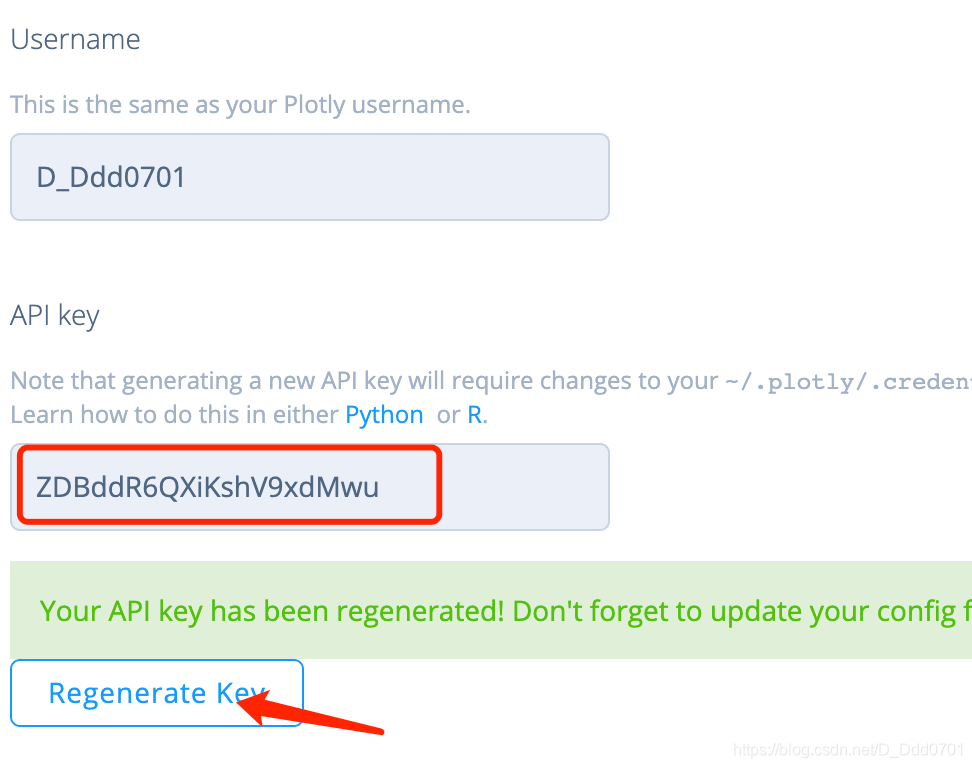 Username
This is the same as your Plotly username.
D_Ddd0701
API key
Note that generating a new API key will require changes to your ~/.plotly/.creden
Learn how to do this in either Python or R.
ZDBddR6QXiKshV9xdMwu
Your API key has been regenerated! Don't forget to update your config f
Regenerate Key
https://blog.csdn.net/D_Ddd0701